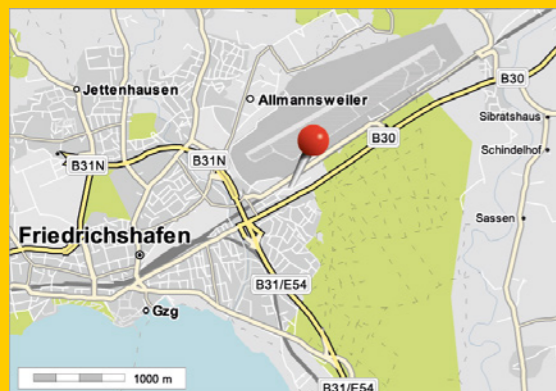 B30
Jettenhausen
Allmannsweiler
Sibratshaus
B30
B31N
B31N
Schindelhof
Sassen
Friedrichshafen
B31/E54
Gzg
1000 m
B31/E54